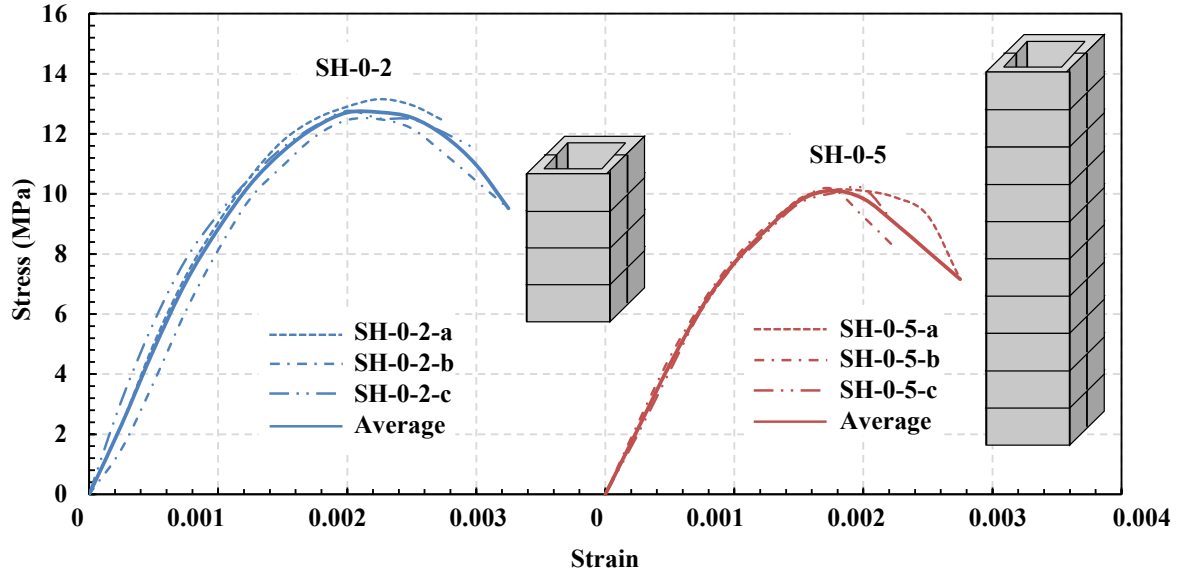 16
14
12
10
8
6
4
2
0
Stress (MPa)
SH-0-2
SH-0-5
SH-0-2-a
SH-0-2-b
SH-0-2-c
Average
SH-0-5-a
SH-0-5-b
SH-0-5-c
Average
0 0.001 0.002 0.003 0 0.001 0.002 0.003 0.004
Strain